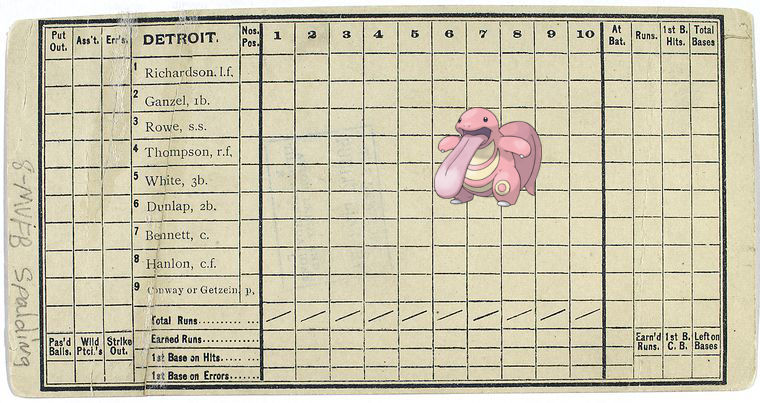 Put Out. Ass't. Err's. DETROIT. Nos. Pos. 1 2 3 4 5 6 7 8 9 10 At Bat. Runs. 1st B. Hits. Total Bases
1 Richardson. l.f,
2 Ganzel, 1b.
3 Rowe, s.s.
4 Thompson, r.f,
5 White, 3b.
6 Dunlap, 2b.
7 Bennett, c.
8 Hanlon, c.f.
9 Conway or Getzein, p,
Total Runs
Pas'd Balls. Wild Ptcl.'s Strike Out. Earned Runs Earn'd Runs. 1st B. C. B. Left on Bases
1st Base on Hits
1st Base on Errors
8-MVFB Spalding